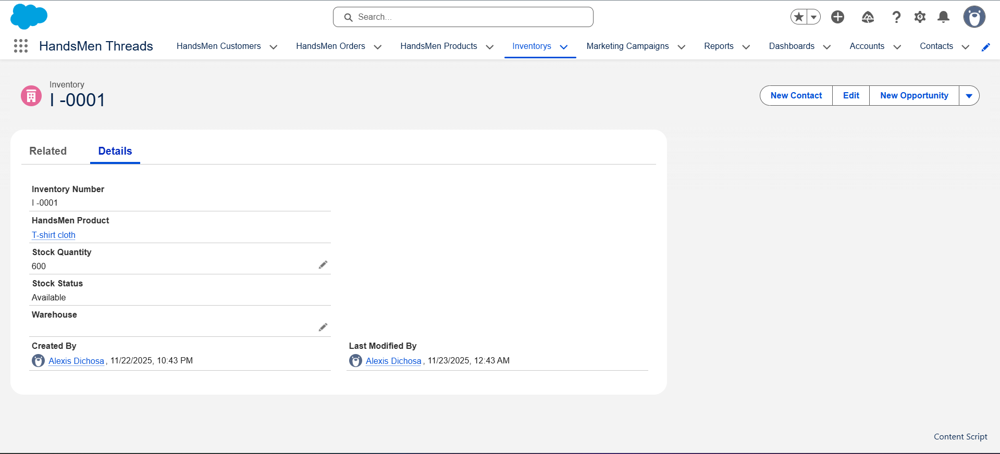 Search...
HandsMen Threads
HandsMen Customers
HandsMen Orders
HandsMen Products
Inventorys
Marketing Campaigns
Reports
Dashboards
Accounts
Contacts
Inventory
I -0001
New Contact
Edit
New Opportunity
Related
Details
Inventory Number
I -0001
HandsMen Product
T-shirt cloth
Stock Quantity
600
Stock Status
Available
Warehouse
Created By
Alexis Dichosa , 11/22/2025, 10:43 PM
Last Modified By
Alexis Dichosa , 11/23/2025, 12:43 AM
Content Script